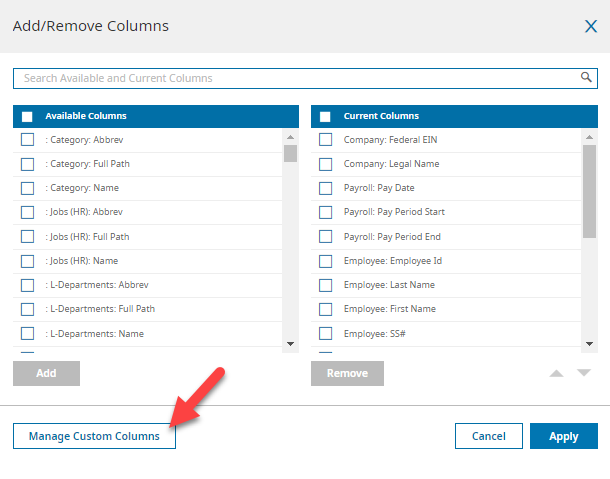 Add/Remove Columns
X
Search Available and Current Columns
Available Columns
: Category: Abbrev
: Category: Full Path
: Category: Name
: Jobs (HR): Abbrev
: Jobs (HR): Full Path
: Jobs (HR): Name
: L-Departments: Abbrev
: L-Departments: Full Path
: L-Departments: Name
Add
Current Columns
Company: Federal EIN
Company: Legal Name
Payroll: Pay Date
Payroll: Pay Period Start
Payroll: Pay Period End
Employee: Employee Id
Employee: Last Name
Employee: First Name
Employee: SS#
Remove
Manage Custom Columns
Cancel
Apply